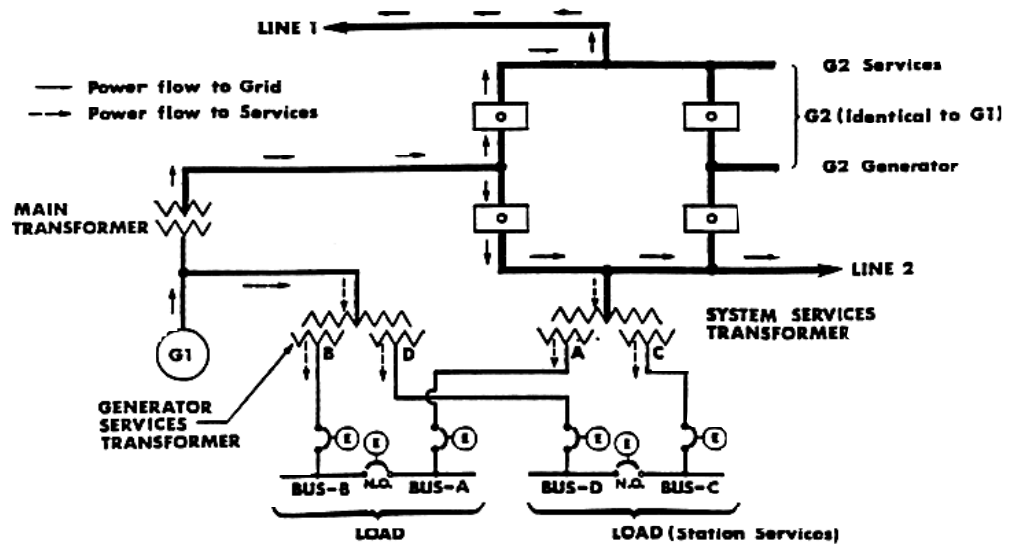 LINE 1
Power flow to Grid
Power flow to Services
G2 Services
G2 (identical to G1)
G2 Generator
MAIN
TRANSFORMER
LINE 2
SYSTEM SERVICES
TRANSFORMER
G1
B
D
A
C
GENERATOR
SERVICES
TRANSFORMER
E
E
E
E
E
E
BUS-B
N.O.
BUS-A
BUS-D
N.O.
BUS-C
LOAD
LOAD (Station Services)